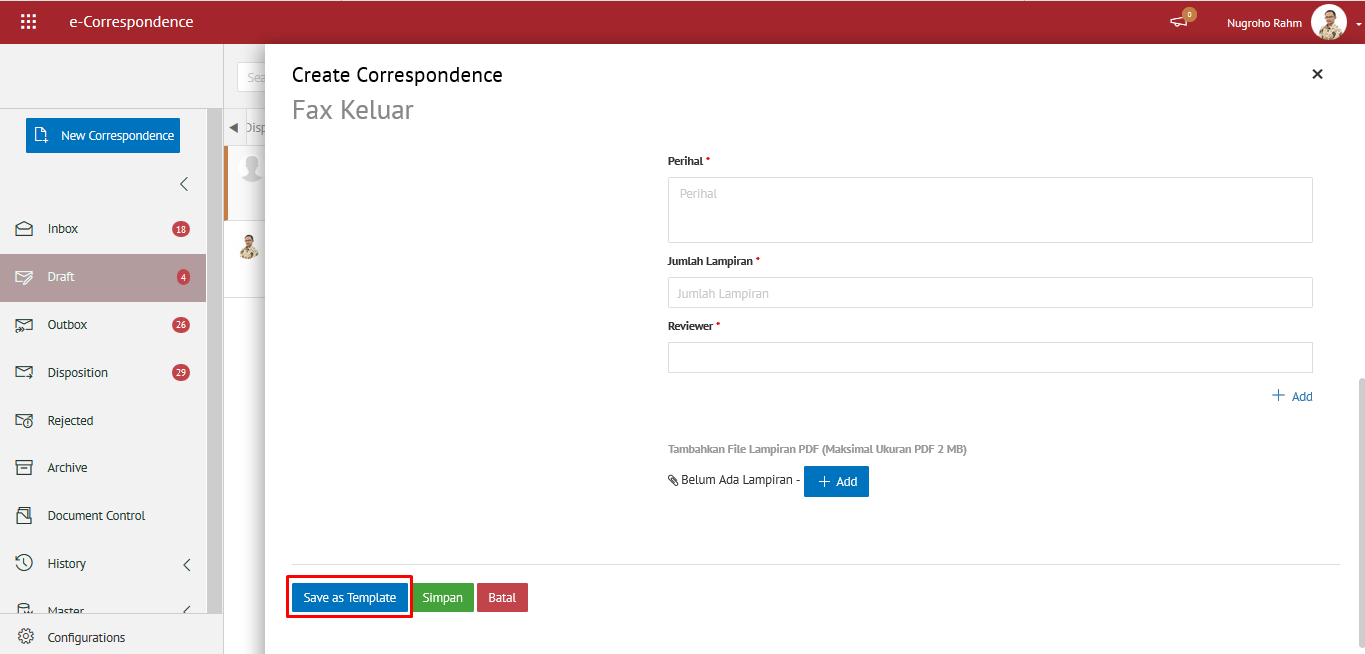 e-Correspondence
0
Nugroho Rahm
New Correspondence
Inbox 18
Draft 4
Outbox 26
Disposition 29
Rejected
Archive
Document Control
History
Master
Configurations
Sea
Disp
Create Correspondence
Fax Keluar
Perihal *
Perihal
Jumlah Lampiran *
Jumlah Lampiran
Reviewer *
+ Add
Tambahkan File Lampiran PDF (Maksimal Ukuran PDF 2 MB)
Belum Ada Lampiran - + Add
Save as Template Simpan Batal